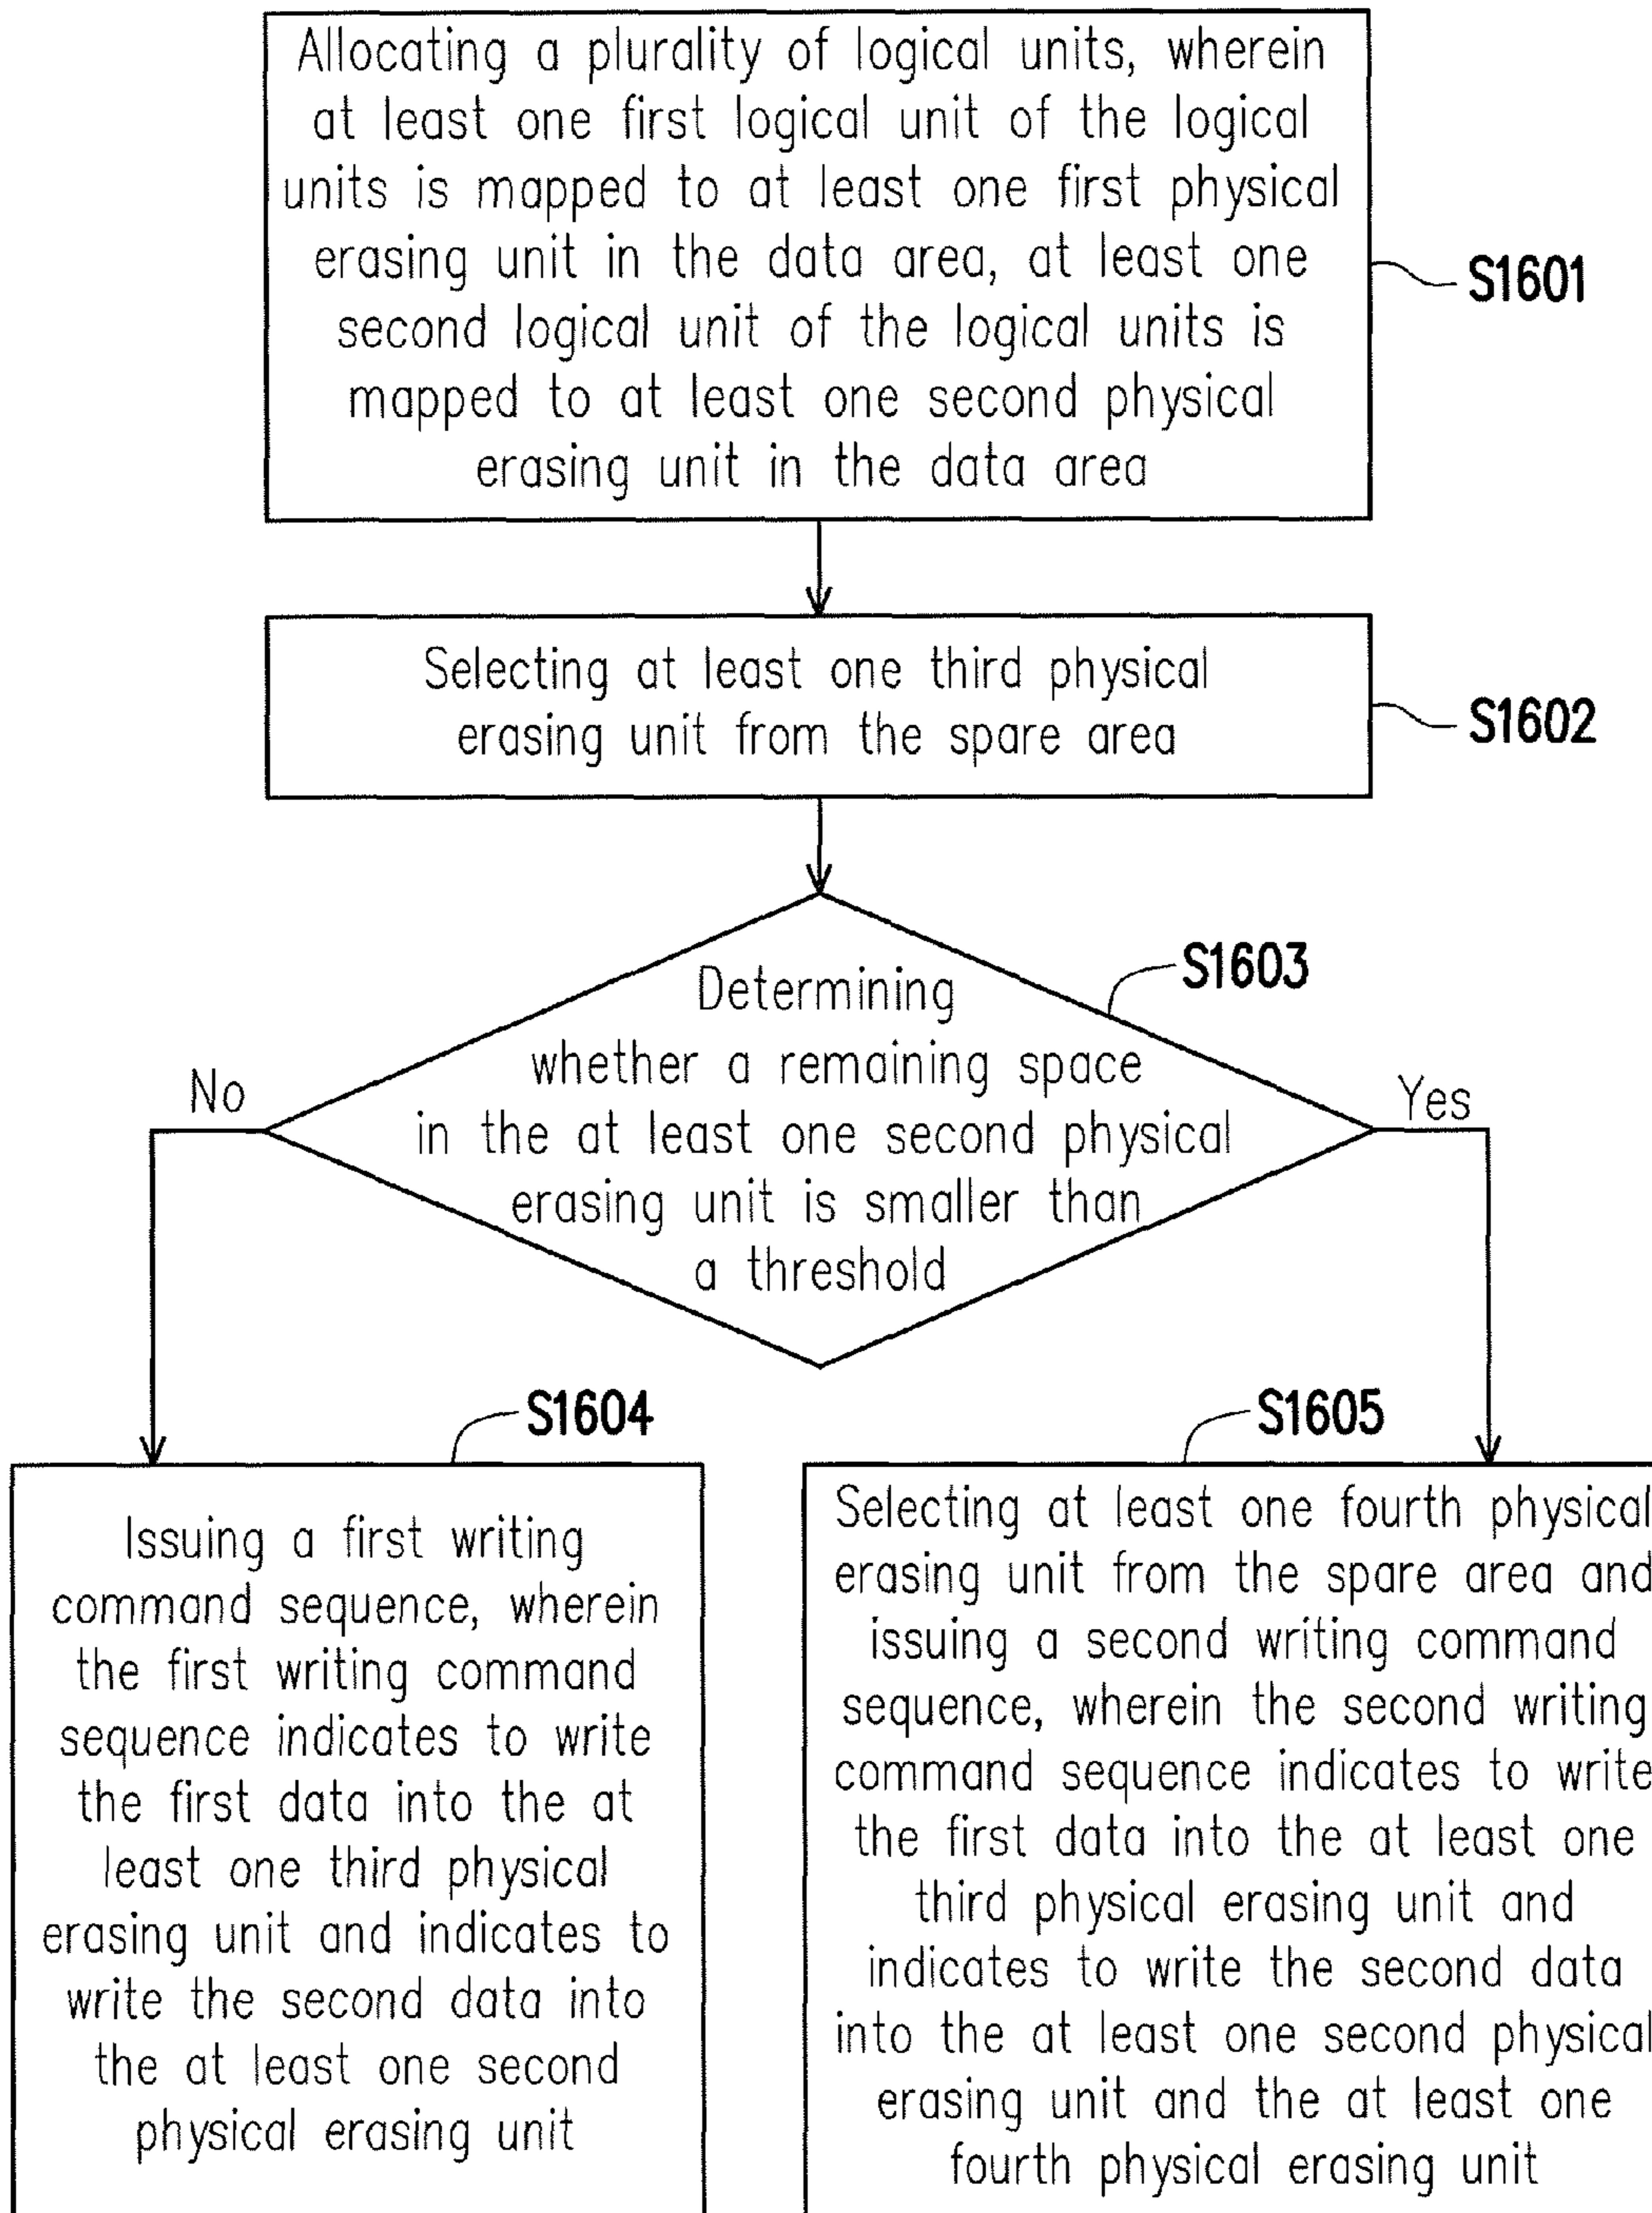 Allocating a plurality of logical units, wherein
at least one first logical unit of the logical
units is mapped to at least one first physical
erasing unit in the data area, at least one
second logical unit of the logical units is
mapped to at least one second physical
erasing unit in the data area
S1601
Selecting at least one third physical
erasing unit from the spare area
S1602
Determining
whether a remaining space
in the at least one second physical
erasing unit is smaller than
a threshold
S1603
No
Yes
S1604
Issuing a first writing
command sequence, wherein
the first writing command
sequence indicates to write
the first data into the at
least one third physical
erasing unit and indicates to
write the second data into
the at least one second
physical erasing unit
S1605
Selecting at least one fourth physical
erasing unit from the spare area and
issuing a second writing command
sequence, wherein the second writing
command sequence indicates to write
the first data into the at least one
third physical erasing unit and
indicates to write the second data
into the at least one second physical
erasing unit and the at least one
fourth physical erasing unit